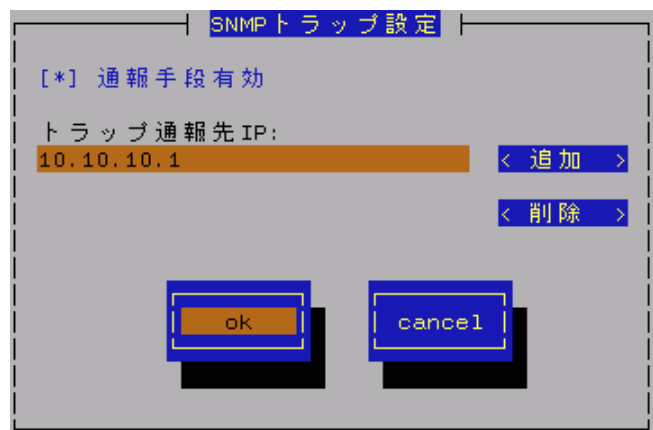 SNMPトラップ設定
[*] 通報手段有効
トラップ通報先IP:
10.10.10.1 < 追加 >
< 削除 >
ok cancel